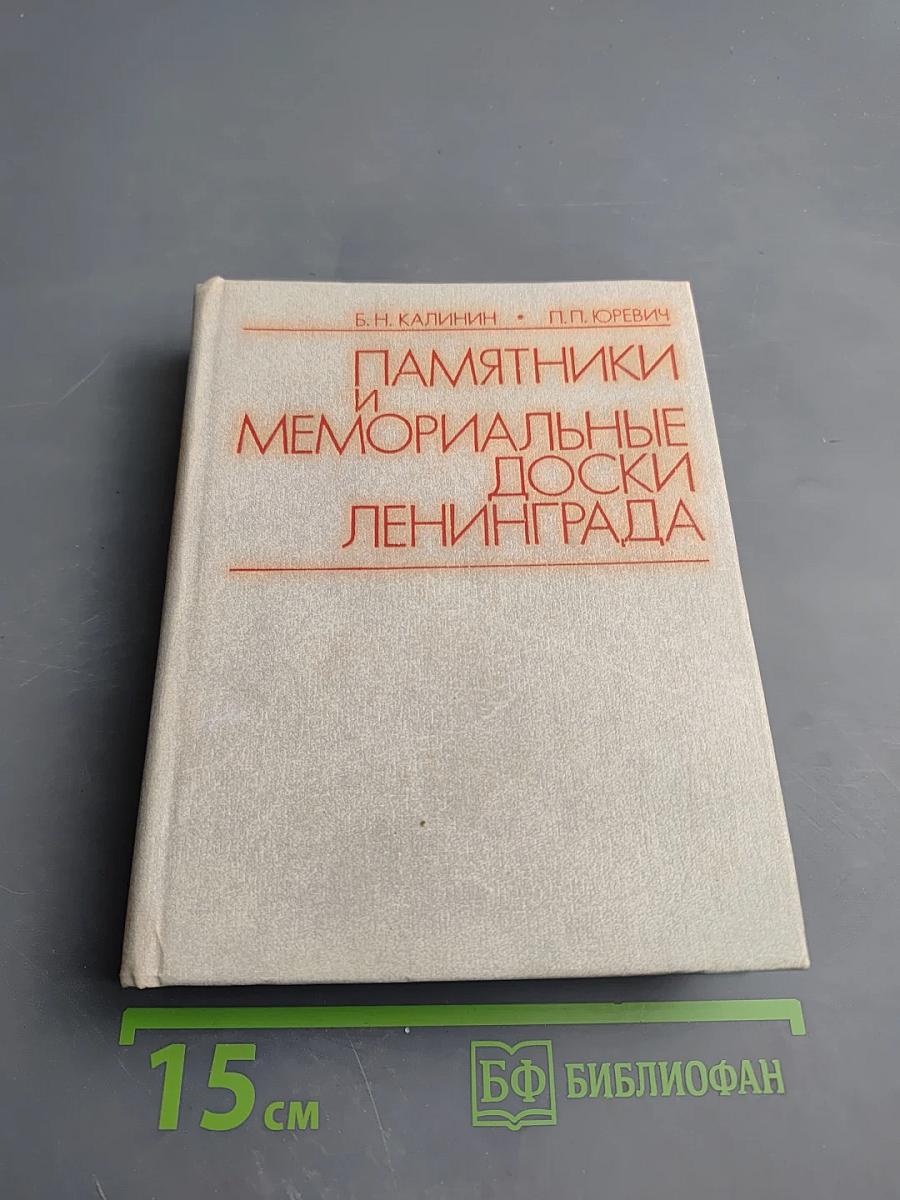 Б. Н. КАЛИНИН • П. П. ЮРЕВИЧ
ПАМЯТНИКИ
И
МЕМОРИАЛЬНЫЕ
ДОСКИ
ЛЕНИНГРАДА
15 см
БФ БИБЛИОФАН